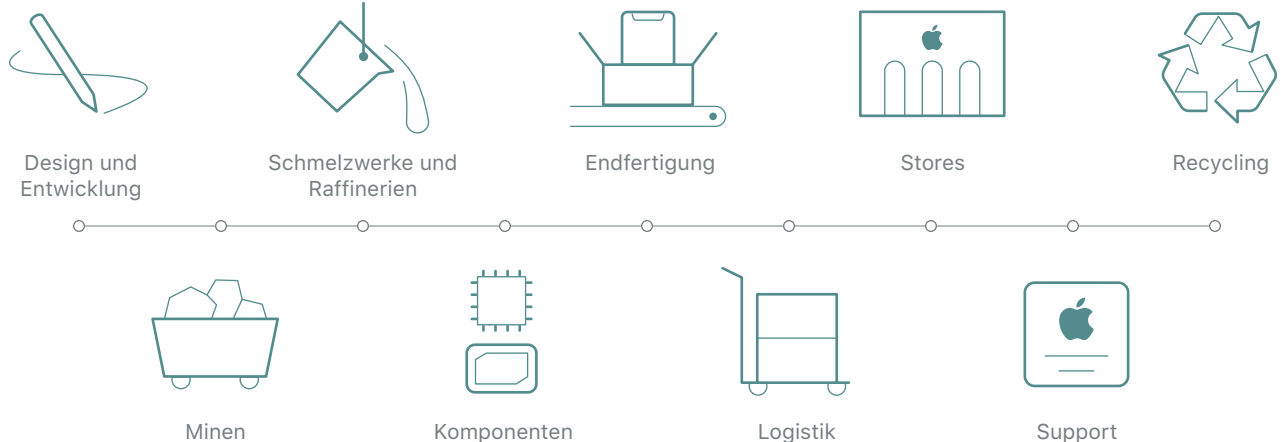 Design und
Entwicklung
Schmelzwerke und
Raffinerien
Endfertigung
Stores
Recycling
Minen
Komponenten
Logistik
Support